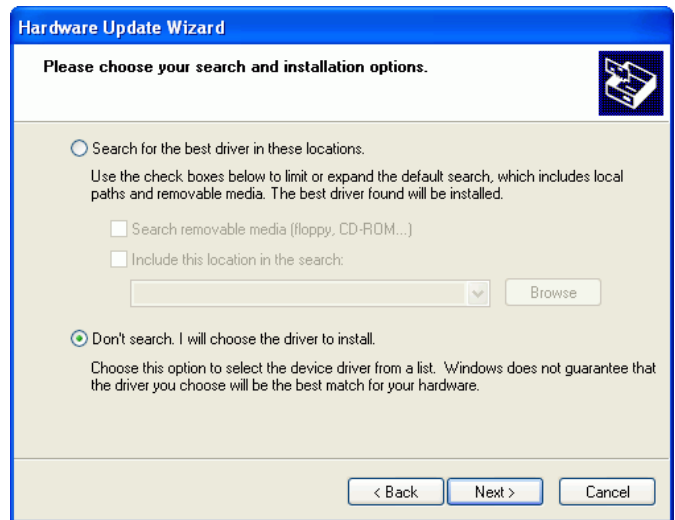 Hardware Update Wizard
Please choose your search and installation options.
Search for the best driver in these locations.
Use the check boxes below to limit or expand the default search, which includes local
paths and removable media. The best driver found will be installed.
Search removable media (floppy, CD-ROM...)
Include this location in the search:
Browse
Don't search. I will choose the driver to install.
Choose this option to select the device driver from a list. Windows does not guarantee that
the driver you choose will be the best match for your hardware.
< Back Next > Cancel